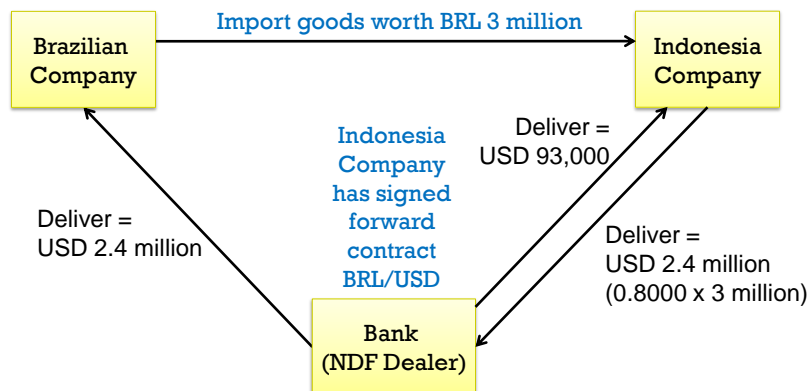 Import goods worth BRL 3 million
Brazilian
Company
Indonesia
Company
Indonesia
Company
has signed
forward
contract
BRL/USD
Deliver =
USD 93,000
Deliver =
USD 2.4 million
Deliver =
USD 2.4 million
(0.8000 x 3 million)
Bank
(NDF Dealer)